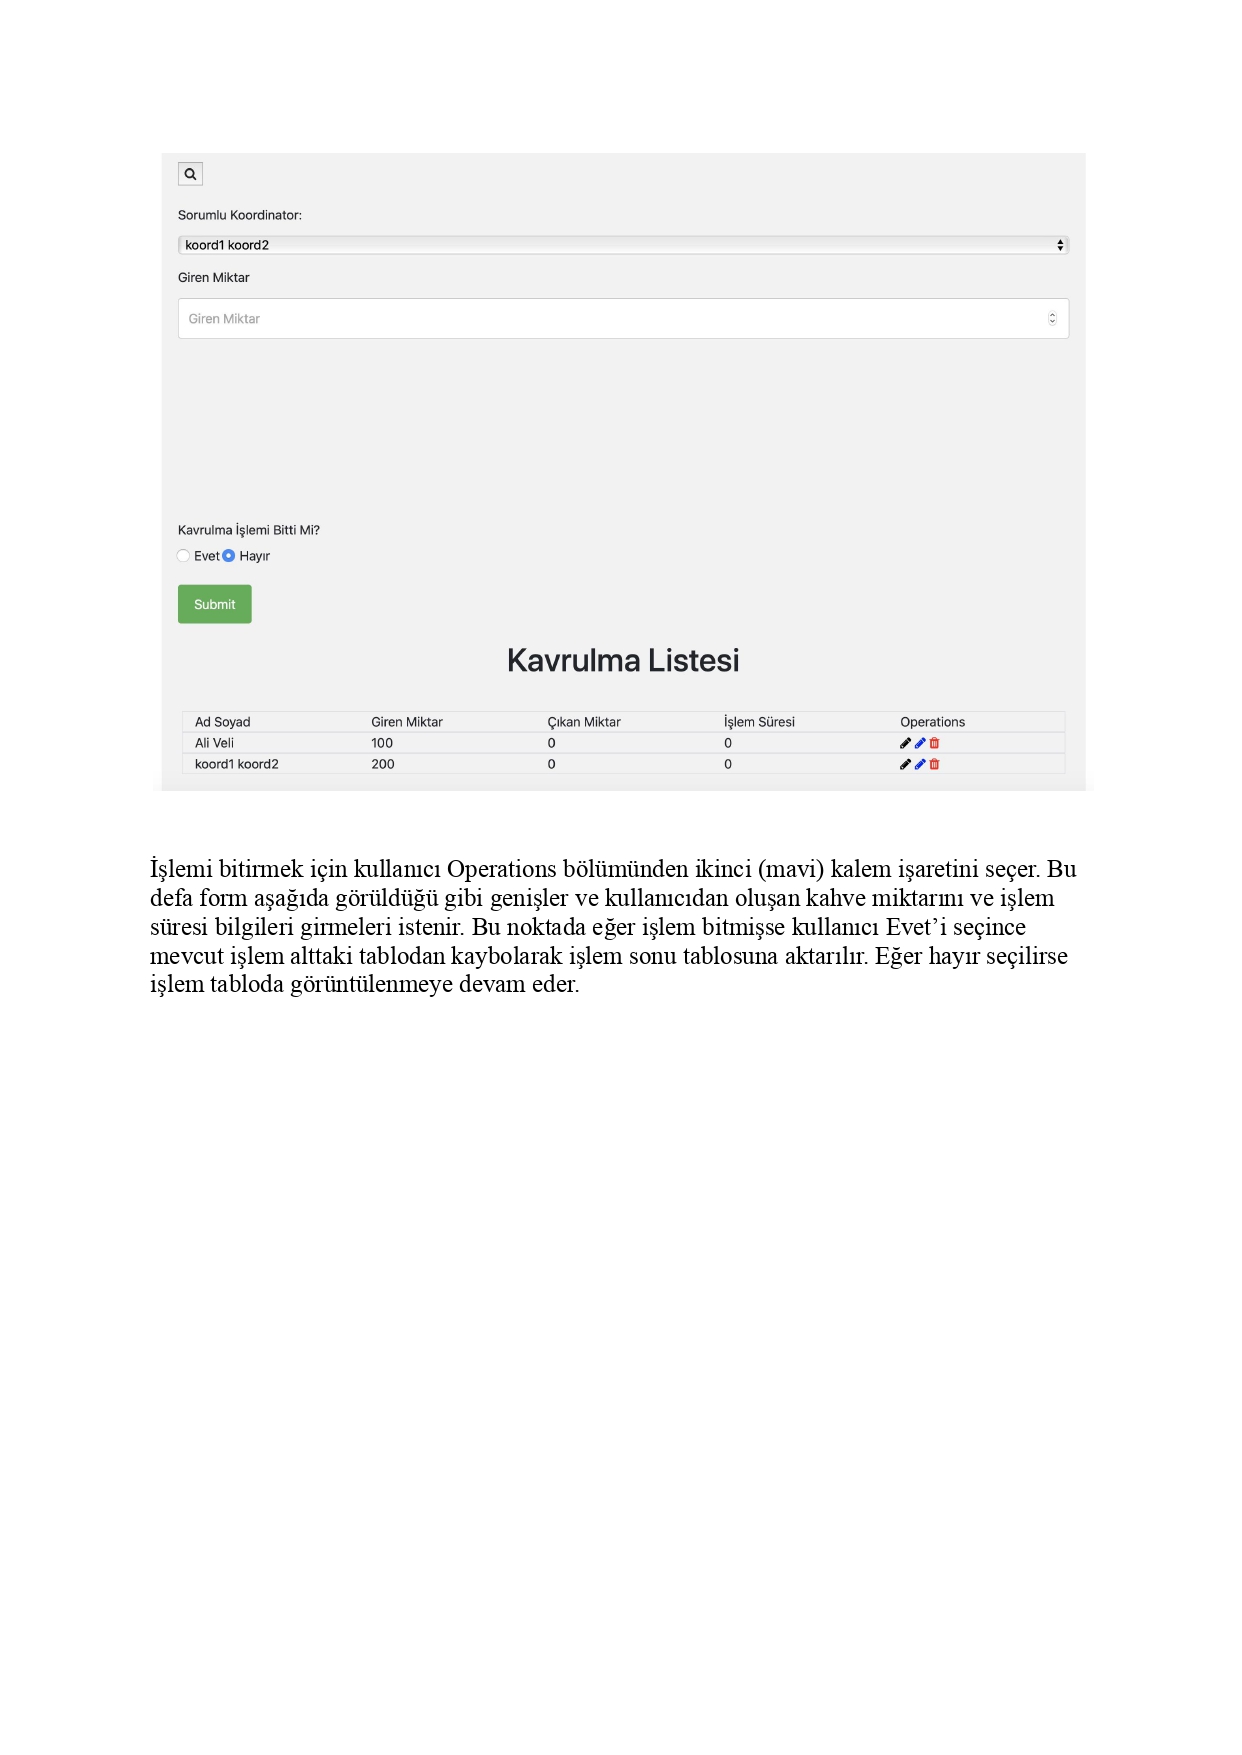 Sorumlu Koordinator:
koord1 koord2
Giren Miktar
Giren Miktar
Kavrulma İşlemi Bitti Mi?
Evet Hayır
Submit
Kavrulma Listesi
Ad Soyad Giren Miktar Çıkan Miktar İşlem Süresi Operations
Ali Veli 100 0 0
koord1 koord2 200 0 0
İşlemi bitirmek için kullanıcı Operations bölümünden ikinci (mavi) kalem işaretini seçer. Bu
defa form aşağıda görüldüğü gibi genişler ve kullanıcıdan oluşan kahve miktarını ve işlem
süresi bilgileri girmeleri istenir. Bu noktada eğer işlem bitmişse kullanıcı Evet’i seçince
mevcut işlem alttaki tablodan kaybolarak işlem sonu tablosuna aktarılır. Eğer hayır seçilirse
işlem tabloda görüntülenmeye devam eder.